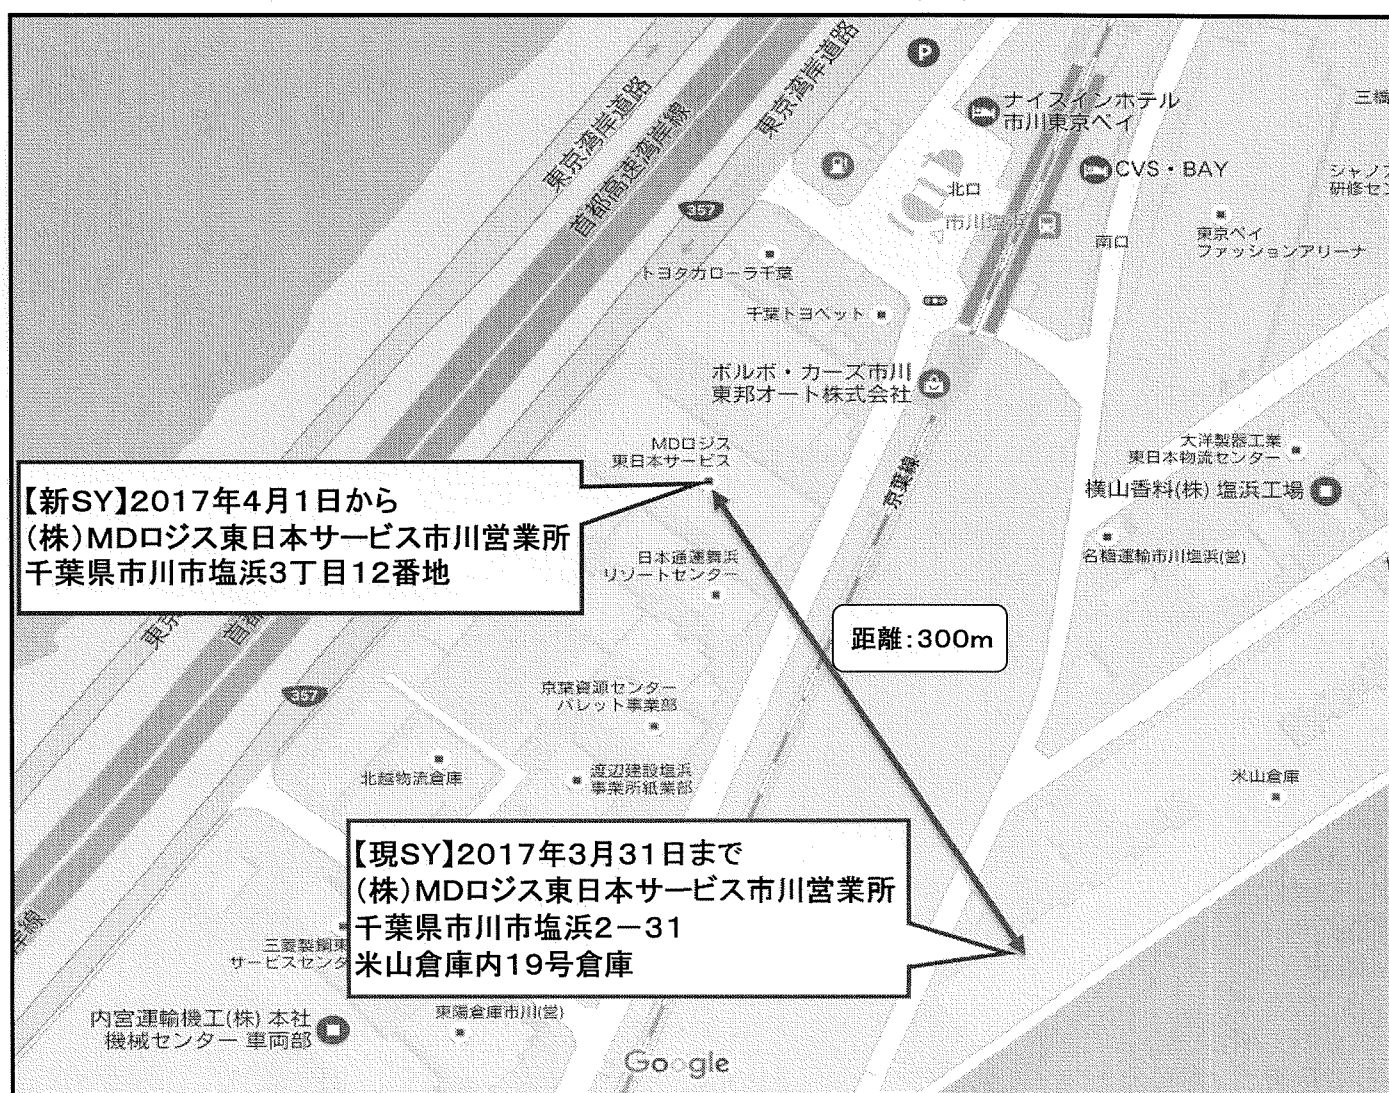 東京湾岸道路
首都高速湾岸線
東京湾岸道路
P
ナイスインホテル
市川東京ベイ
三橋
CVS・BAY
シャノア
研修セン
北口
357
市川塩浜
南口
東京ベイ
ファッションアリーナ
トヨタカローラ千葉
千葉トヨペット
ボルボ・カーズ市川
東邦オート株式会社
MDロジス
東日本サービス
京葉線
大洋製器工業
東日本物流センター
横山香料(株) 塩浜工場
【新SY】2017年4月1日から
(株)MDロジス東日本サービス市川営業所
千葉県市川市塩浜3丁目12番地
日本通運舞浜
リゾートセンター
名糖運輸市川塩浜(営)
東京
首都
距離:300m
357
京葉資源センター
パレット事業部
北越物流倉庫
渡辺建設塩浜
事業所紙業部
米山倉庫
【現SY】2017年3月31日まで
(株)MDロジス東日本サービス市川営業所
千葉県市川市塩浜2-31
米山倉庫内19号倉庫
岸線
三菱製鋼東
サービスセンタ
内宮運輸機工(株) 本社
機械センター 車両部
東陽倉庫市川(営)
Google